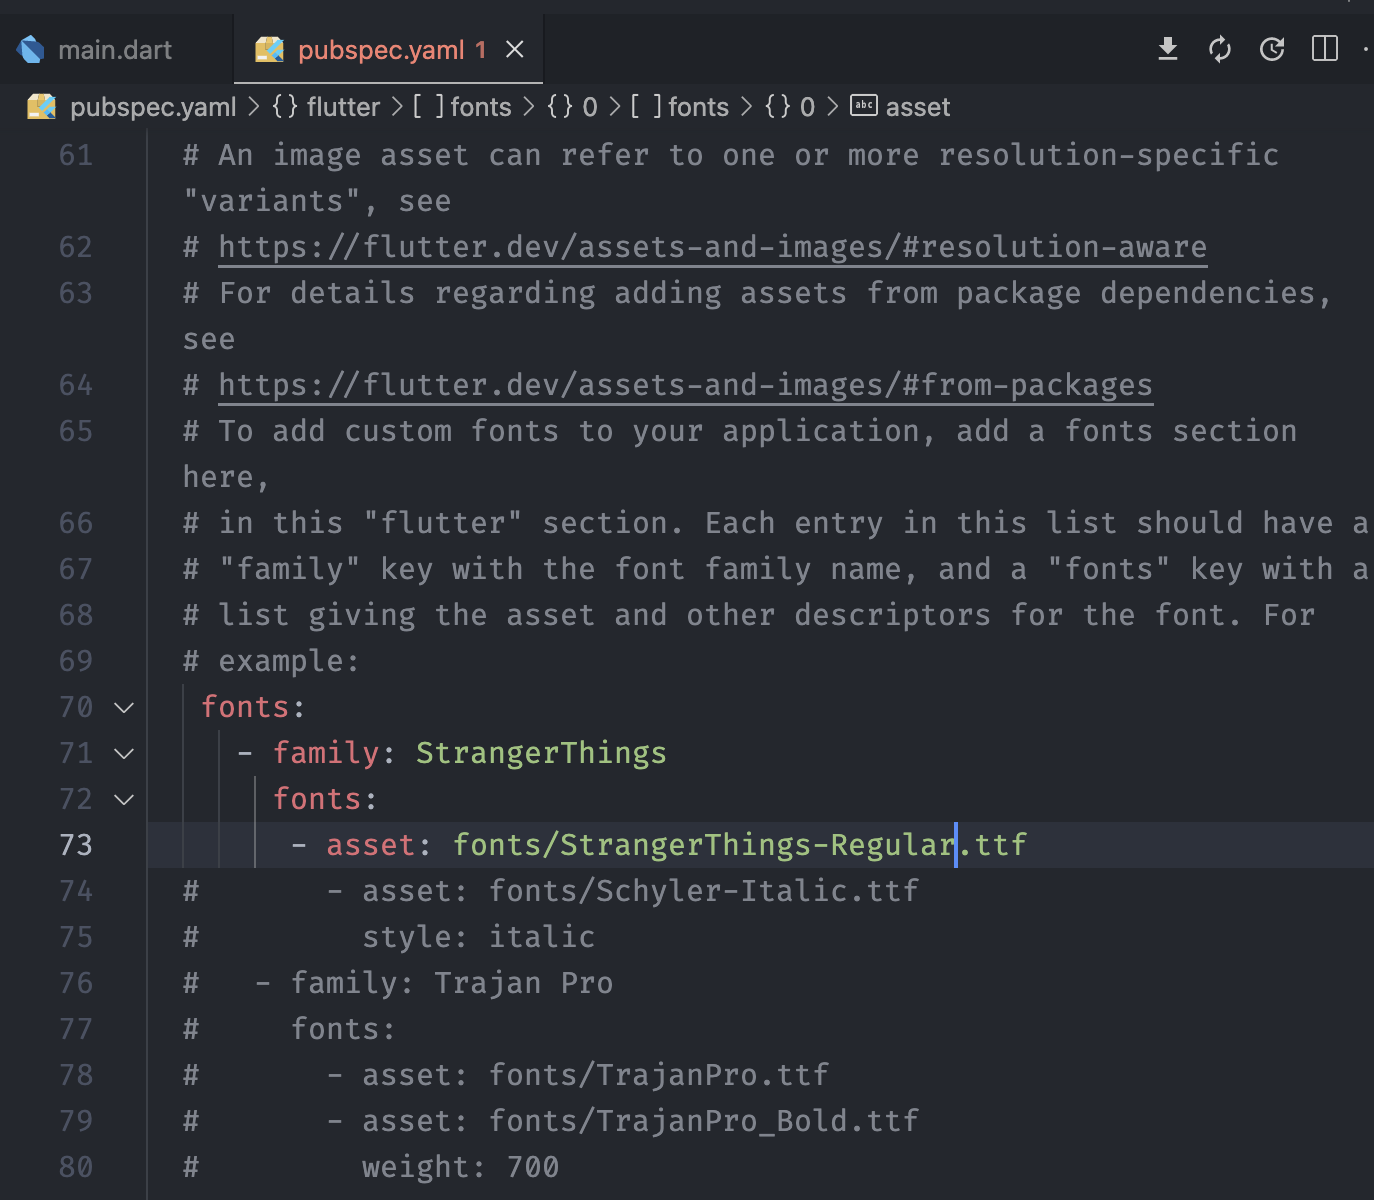 main.dart
pubspec.yaml 1
pubspec.yaml > {} flutter > [ ] fonts > {} 0 > [ ] fonts > {} 0 > abc asset
61 # An image asset can refer to one or more resolution-specific
"variants", see
62 # https://flutter.dev/assets-and-images/#resolution-aware
63 # For details regarding adding assets from package dependencies,
see
64 # https://flutter.dev/assets-and-images/#from-packages
65 # To add custom fonts to your application, add a fonts section
here,
66 # in this "flutter" section. Each entry in this list should have a
67 # "family" key with the font family name, and a "fonts" key with a
68 # list giving the asset and other descriptors for the font. For
69 # example:
70 fonts:
71 - family: StrangerThings
72 fonts:
73 - asset: fonts/StrangerThings-Regular.ttf
74 # - asset: fonts/Schyler-Italic.ttf
75 # style: italic
76 # - family: Trajan Pro
77 # fonts:
78 # - asset: fonts/TrajanPro.ttf
79 # - asset: fonts/TrajanPro_Bold.ttf
80 # weight: 700